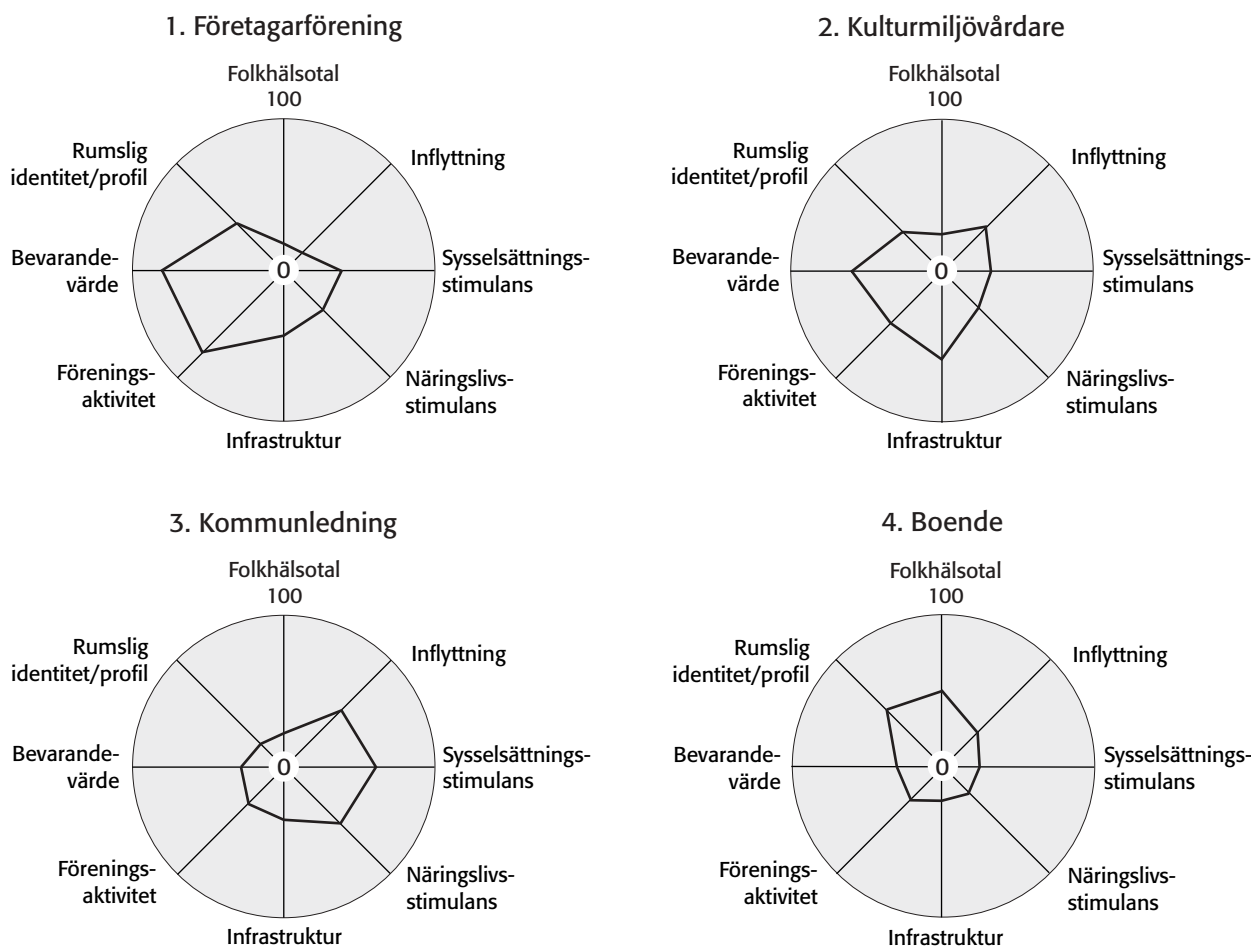 1. Företagarförening
Folkhälsotal
100
Rumslig
identitet/profil
Inflyttning
Bevarande-
värde
0
Sysselsättnings-
stimulans
Förenings-
aktivitet
Näringslivs-
stimulans
Infrastruktur
2. Kulturmiljövårdare
Folkhälsotal
100
Rumslig
identitet/profil
Inflyttning
Bevarande-
värde
0
Sysselsättnings-
stimulans
Förenings-
aktivitet
Näringslivs-
stimulans
Infrastruktur
3. Kommunledning
Folkhälsotal
100
Rumslig
identitet/profil
Inflyttning
Bevarande-
värde
0
Sysselsättnings-
stimulans
Förenings-
aktivitet
Näringslivs-
stimulans
Infrastruktur
4. Boende
Folkhälsotal
100
Rumslig
identitet/profil
Inflyttning
Bevarande-
värde
0
Sysselsättnings-
stimulans
Förenings-
aktivitet
Näringslivs-
stimulans
Infrastruktur